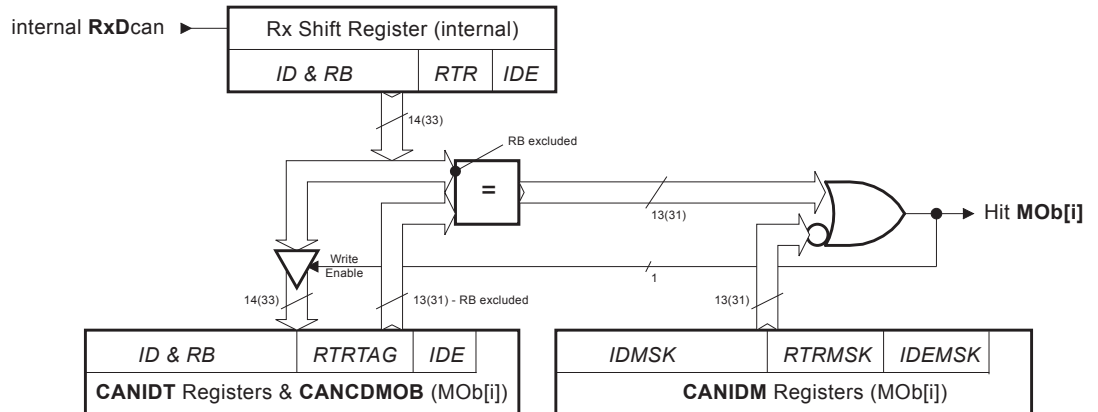 internal RxDcan
Rx Shift Register (internal)
ID & RB RTR IDE
14(33)
RB excluded
=
13(31)
Hit MOb[i]
Write
Enable
1
14(33)
13(31) - RB excluded
13(31)
ID & RB RTRTAG IDE
CANIDT Registers & CANCDMOB (MOb[i])
IDMSK RTRMSK IDEMSK
CANIDM Registers (MOb[i])